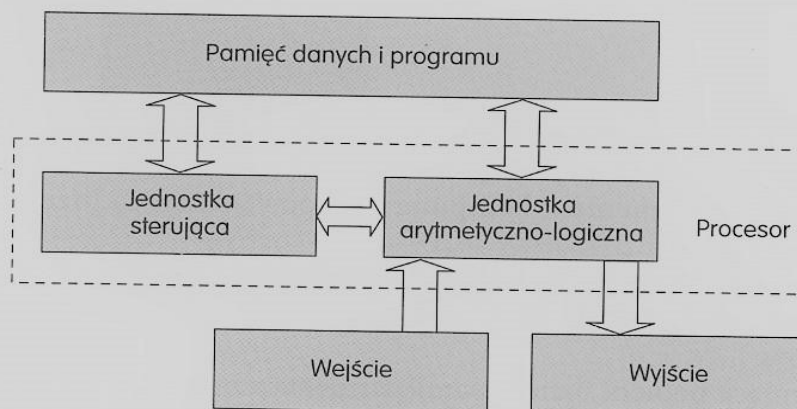 Pamięć danych i programu
Jednostka
sterująca
Jednostka
arytmetyczno-logiczna
Procesor
Wejście
Wyjście